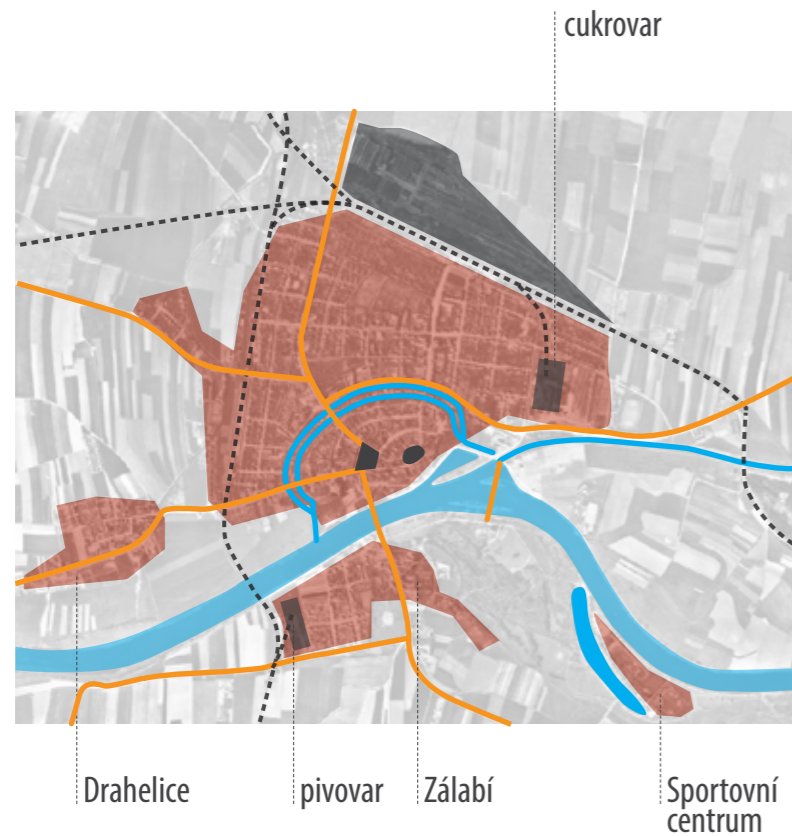 cukrovar
Drahelice
pivovar
Zálabí
Sportovní
centrum